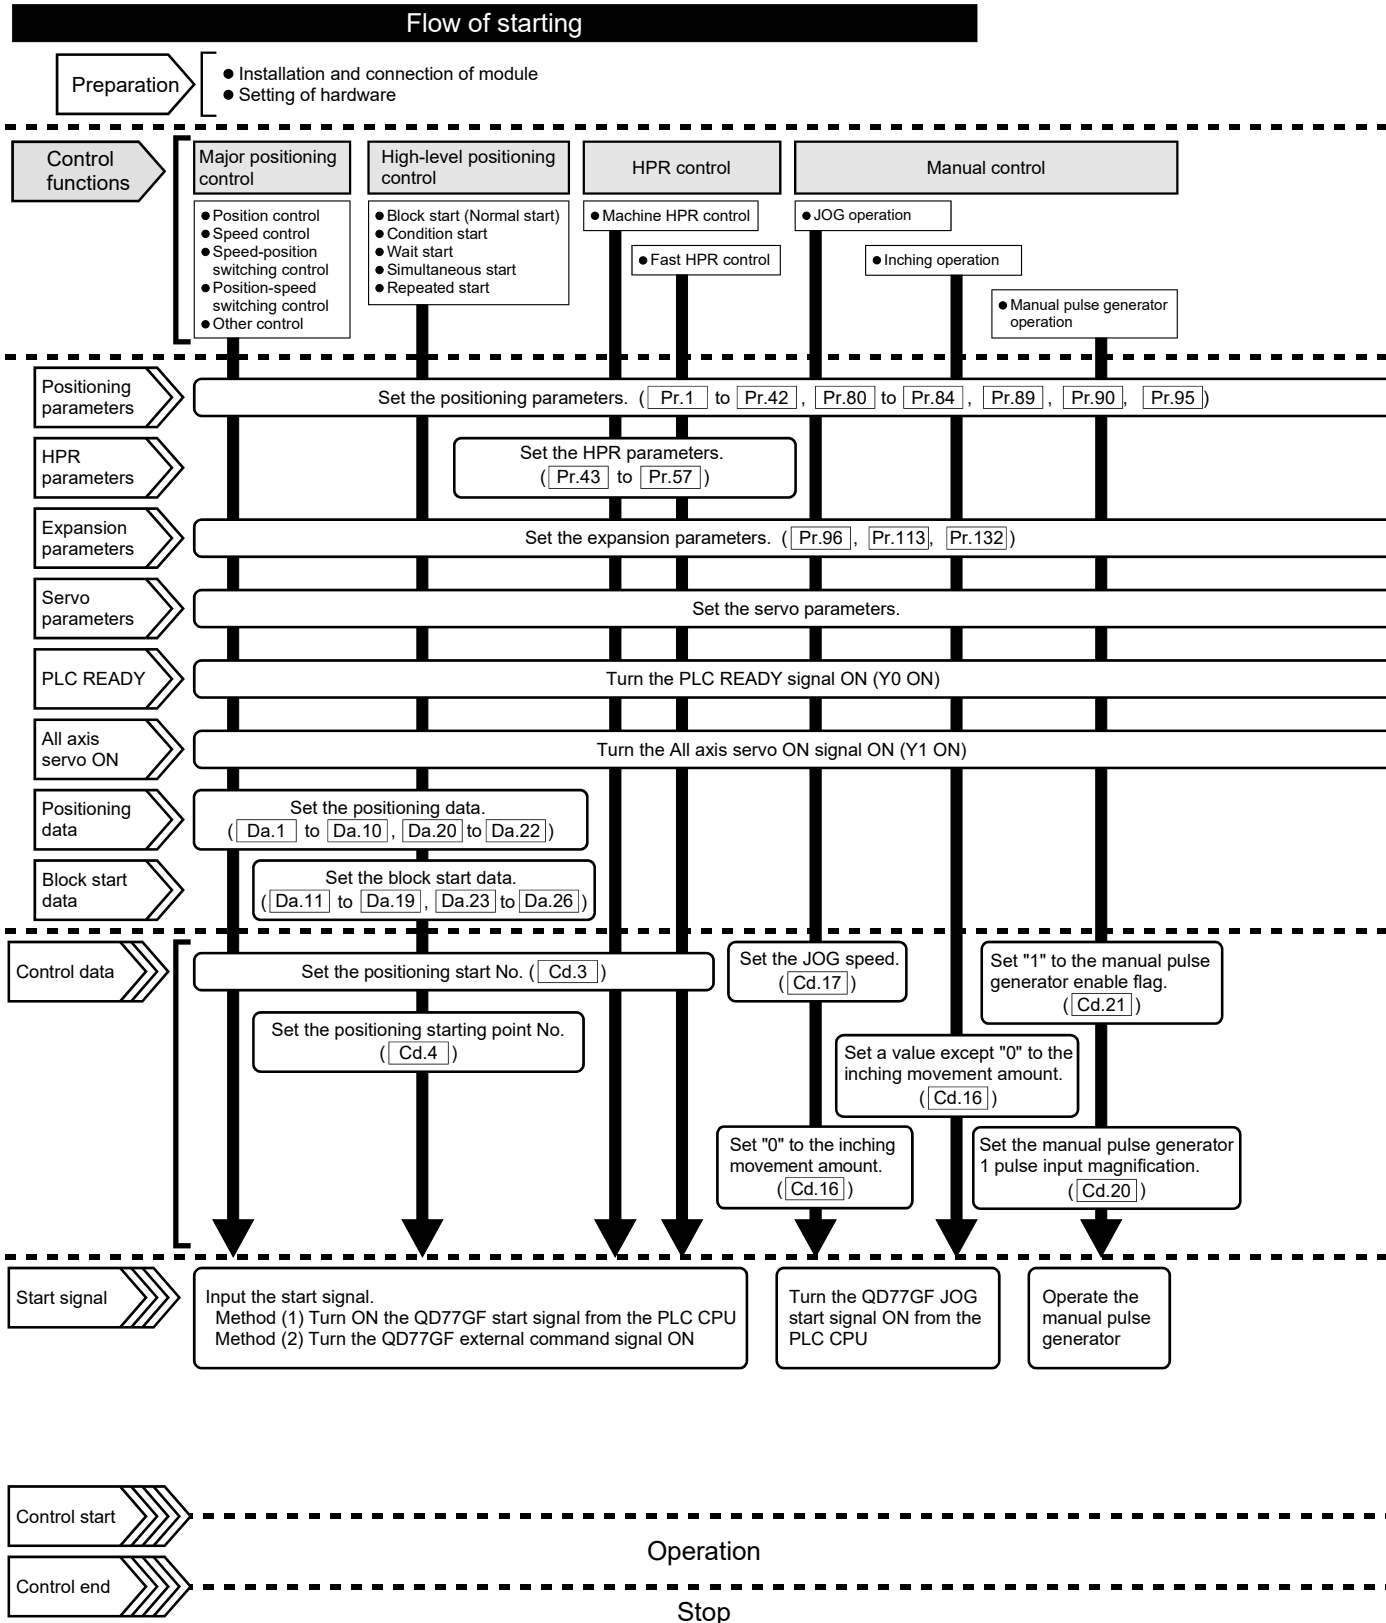 Flow of starting
Preparation
● Installation and connection of module
● Setting of hardware
Control
functions
Major positioning
control
High-level positioning
control
HPR control
Manual control
● Position control
● Speed control
● Speed-position
switching control
● Position-speed
switching control
● Other control
● Block start (Normal start)
● Condition start
● Wait start
● Simultaneous start
● Repeated start
● Machine HPR control
● Fast HPR control
● JOG operation
● Inching operation
● Manual pulse generator
operation
Positioning
parameters
Set the positioning parameters. ( Pr.1 to Pr.42 , Pr.80 to Pr.84 , Pr.89 , Pr.90 , Pr.95 )
HPR
parameters
Set the HPR parameters.
( Pr.43 to Pr.57 )
Expansion
parameters
Set the expansion parameters. ( Pr.96 , Pr.113 , Pr.132 )
Servo
parameters
Set the servo parameters.
PLC READY
Turn the PLC READY signal ON (Y0 ON)
All axis
servo ON
Turn the All axis servo ON signal ON (Y1 ON)
Positioning
data
Set the positioning data.
( Da.1 to Da.10 , Da.20 to Da.22 )
Block start
data
Set the block start data.
( Da.11 to Da.19 , Da.23 to Da.26 )
Control data
Set the positioning start No. ( Cd.3 )
Set the positioning starting point No.
( Cd.4 )
Set the JOG speed.
( Cd.17 )
Set "1" to the manual pulse
generator enable flag.
( Cd.21 )
Set a value except "0" to the
inching movement amount.
( Cd.16 )
Set "0" to the inching
movement amount.
( Cd.16 )
Set the manual pulse generator
1 pulse input magnification.
( Cd.20 )
Start signal
Input the start signal.
Method (1) Turn ON the QD77GF start signal from the PLC CPU
Method (2) Turn the QD77GF external command signal ON
Turn the QD77GF JOG
start signal ON from the
PLC CPU
Operate the
manual pulse
generator
Control start
Operation
Control end
Stop